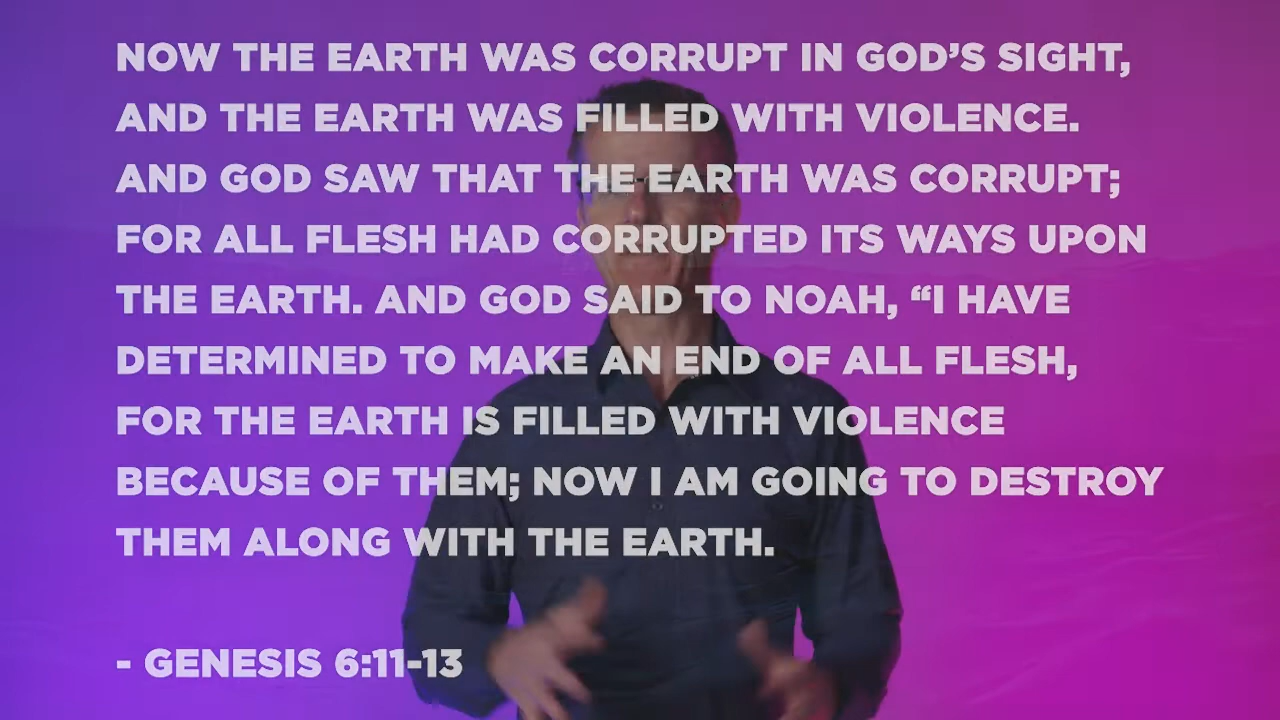 NOW THE EARTH WAS CORRUPT IN GOD’S SIGHT,
AND THE EARTH WAS FILLED WITH VIOLENCE.
AND GOD SAW THAT THE EARTH WAS CORRUPT;
FOR ALL FLESH HAD CORRUPTED ITS WAYS UPON
THE EARTH. AND GOD SAID TO NOAH, “I HAVE
DETERMINED TO MAKE AN END OF ALL FLESH,
FOR THE EARTH IS FILLED WITH VIOLENCE
BECAUSE OF THEM; NOW I AM GOING TO DESTROY
THEM ALONG WITH THE EARTH.
- GENESIS 6:11-13